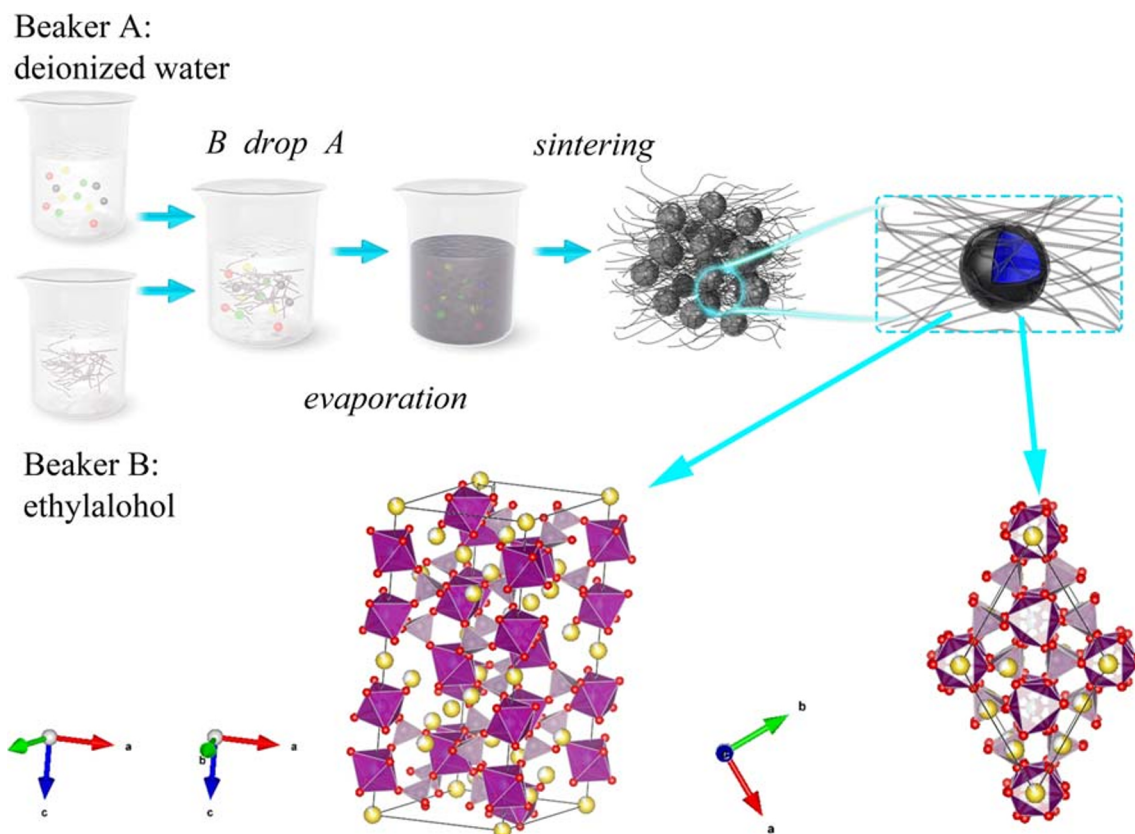 Beaker A:
deionized water
B drop A
sintering
evaporation
Beaker B:
ethylalohol
a
c
a
b
c
b
a